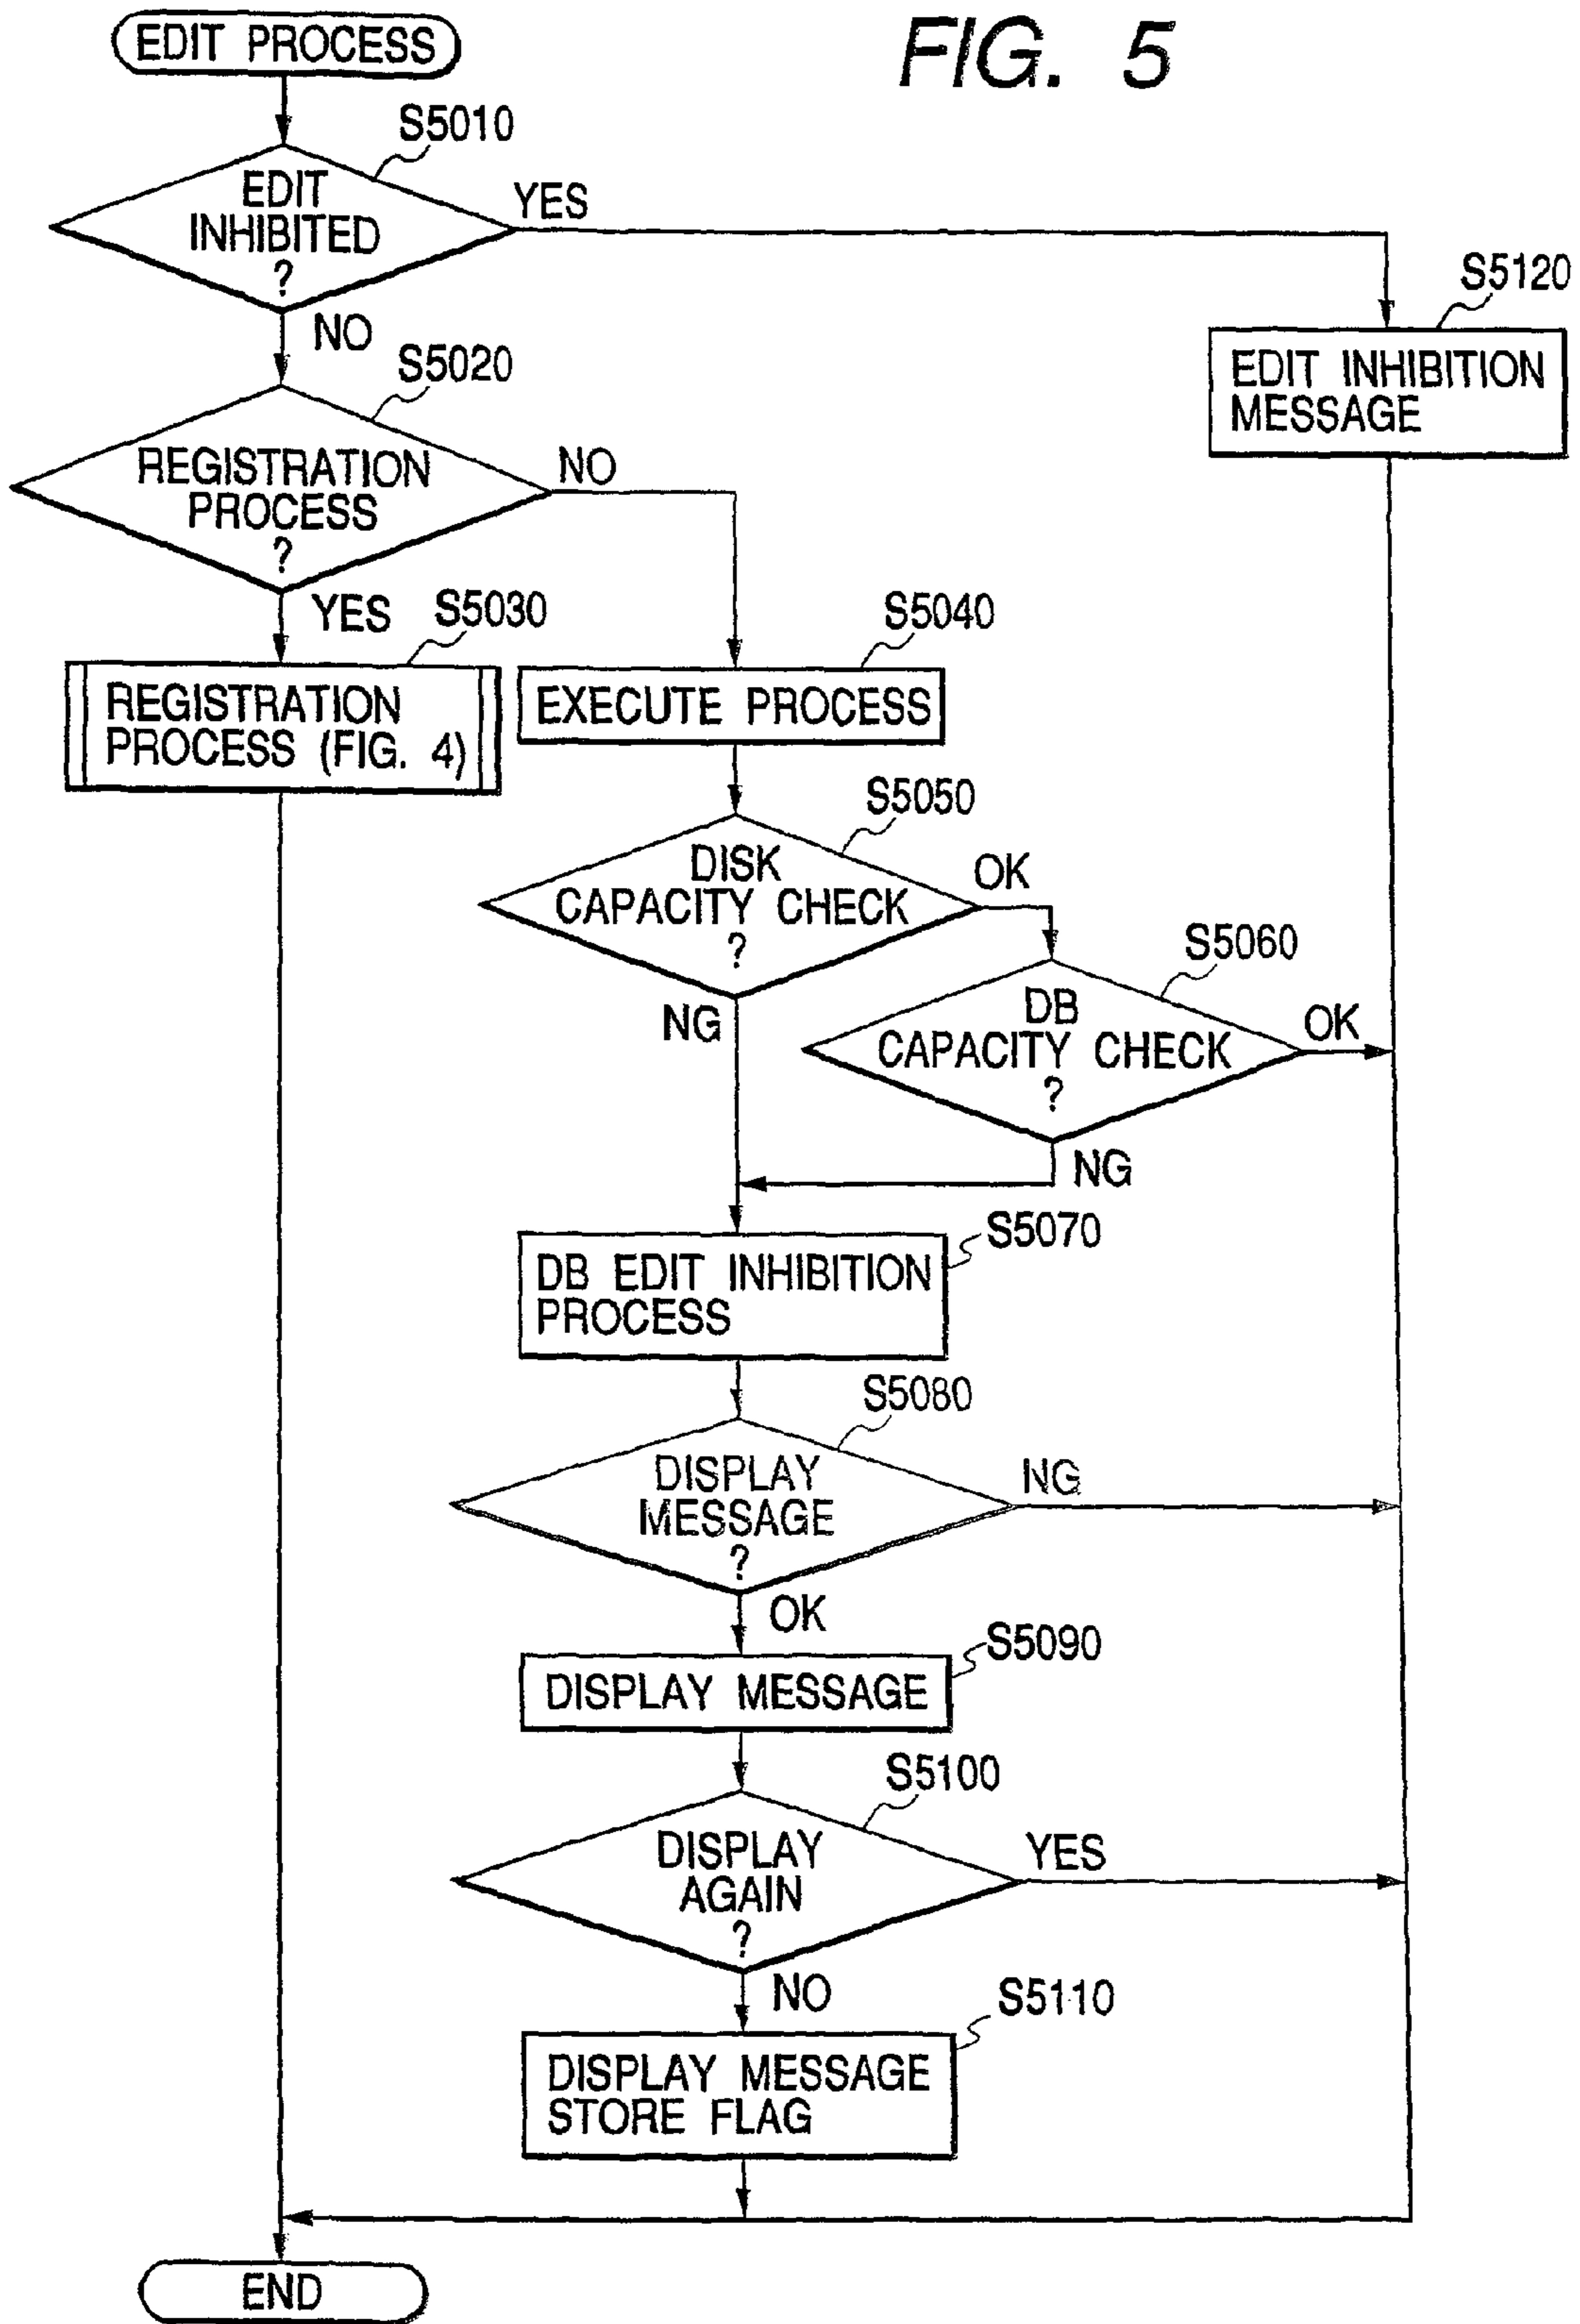 FIG. 5
EDIT PROCESS
S5010
EDIT
INHIBITED
?
YES
NO
S5120
EDIT INHIBITION
MESSAGE
S5020
REGISTRATION
PROCESS
?
NO
YES
S5030
REGISTRATION
PROCESS (FIG. 4)
S5040
EXECUTE PROCESS
S5050
DISK
CAPACITY CHECK
?
OK
NG
S5060
DB
CAPACITY CHECK
?
OK
NG
S5070
DB EDIT INHIBITION
PROCESS
S5080
DISPLAY
MESSAGE
?
NG
OK
S5090
DISPLAY MESSAGE
S5100
DISPLAY
AGAIN
?
YES
NO
S5110
DISPLAY MESSAGE
STORE FLAG
END